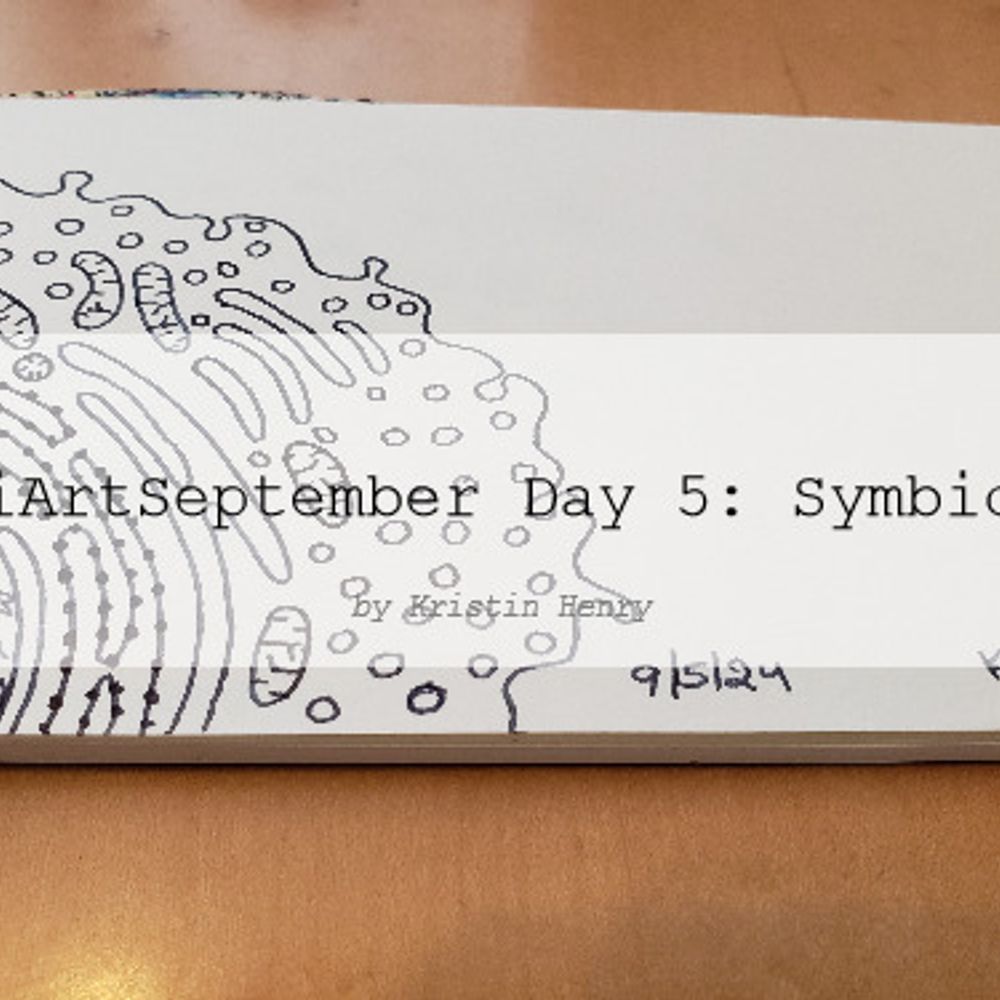 iArtSeptember Day 5: Symbio
by Kristin Henry
9/5/24